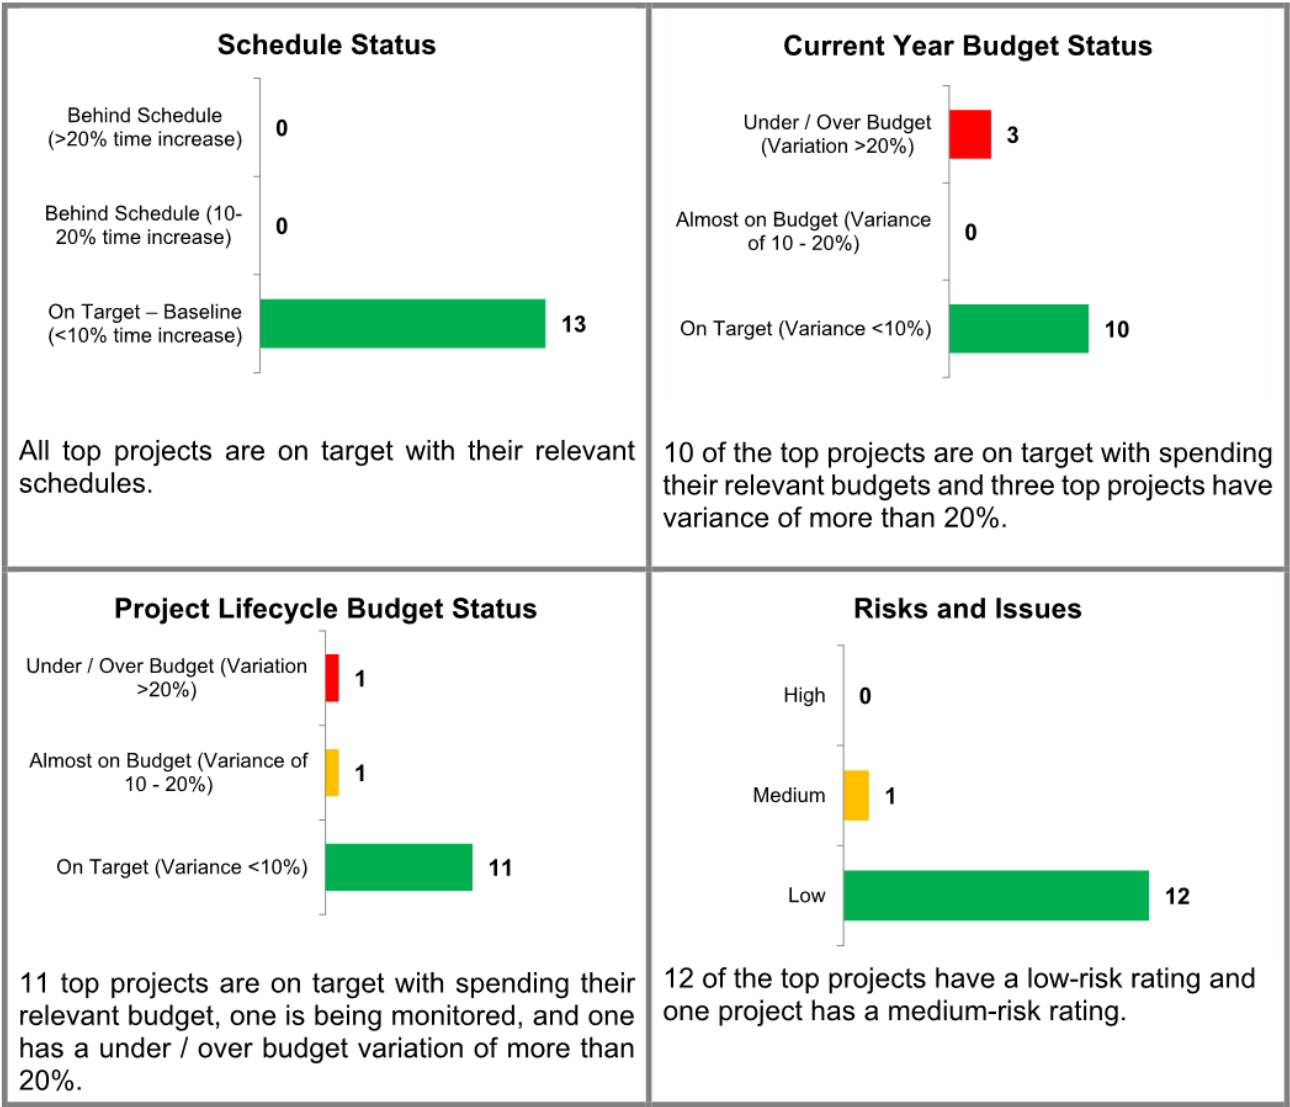 Schedule Status
Behind Schedule
(>20% time increase)
0
Behind Schedule (10-
20% time increase)
0
On Target – Baseline
(<10% time increase)
13
All top projects are on target with their relevant
schedules.
Current Year Budget Status
Under / Over Budget
(Variation >20%)
3
Almost on Budget (Variance
of 10 - 20%)
0
On Target (Variance <10%)
10
10 of the top projects are on target with spending
their relevant budgets and three top projects have
variance of more than 20%.
Project Lifecycle Budget Status
Under / Over Budget (Variation
>20%)
1
Almost on Budget (Variance of
10 - 20%)
1
On Target (Variance <10%)
11
11 top projects are on target with spending their
relevant budget, one is being monitored, and one
has a under / over budget variation of more than
20%.
Risks and Issues
High
0
Medium
1
Low
12
12 of the top projects have a low-risk rating and
one project has a medium-risk rating.